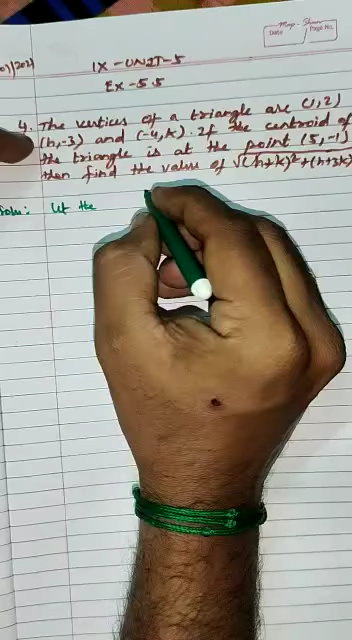 Date
Page No.
IX - UNIT-5
Ex - 5.5
4. The vertices of a triangle are (1,2)
(h,-3) and (-4,k). If the centroid of
the triangle is at the point (5,-1)
then find the value of √(h+k)²+(h+3k)
Soln: Let the